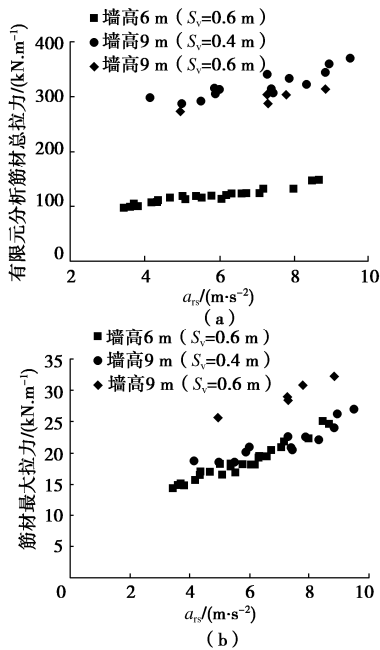 墙高6 m（Sv=0.6 m）
墙高9 m（Sv=0.4 m）
墙高9 m（Sv=0.6 m）
有限元分析筋材总拉力/(kN.m⁻¹)
400
300
200
100
0
2 4 6 8 10
ars/(m·s⁻²)
（a）
墙高6 m（Sv=0.6 m）
墙高9 m（Sv=0.4 m）
墙高9 m（Sv=0.6 m）
筋材最大拉力/(kN.m⁻¹)
35
30
25
20
15
10
5
0 2 4 6 8 10
ars/(m·s⁻²)
（b）